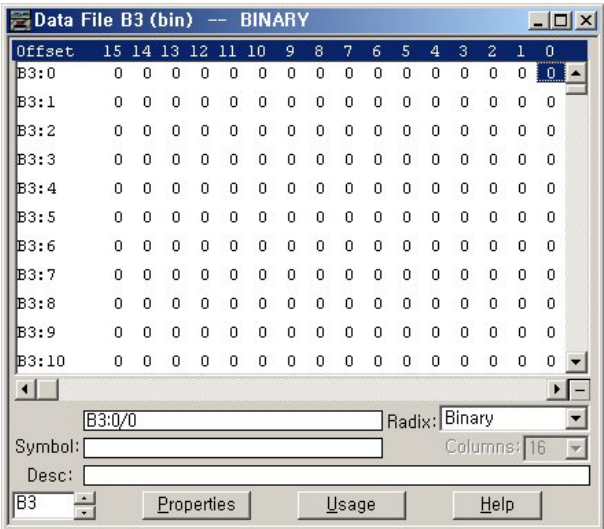 Data File B3 (bin) -- BINARY
Offset 15 14 13 12 11 10 9 8 7 6 5 4 3 2 1 0
B3:0 0 0 0 0 0 0 0 0 0 0 0 0 0 0 0 0
B3:1 0 0 0 0 0 0 0 0 0 0 0 0 0 0 0 0
B3:2 0 0 0 0 0 0 0 0 0 0 0 0 0 0 0 0
B3:3 0 0 0 0 0 0 0 0 0 0 0 0 0 0 0 0
B3:4 0 0 0 0 0 0 0 0 0 0 0 0 0 0 0 0
B3:5 0 0 0 0 0 0 0 0 0 0 0 0 0 0 0 0
B3:6 0 0 0 0 0 0 0 0 0 0 0 0 0 0 0 0
B3:7 0 0 0 0 0 0 0 0 0 0 0 0 0 0 0 0
B3:8 0 0 0 0 0 0 0 0 0 0 0 0 0 0 0 0
B3:9 0 0 0 0 0 0 0 0 0 0 0 0 0 0 0 0
B3:10 0 0 0 0 0 0 0 0 0 0 0 0 0 0 0 0
B3:0/0 Radix: Binary
Symbol: Columns: 16
Desc:
B3 Properties Usage Help